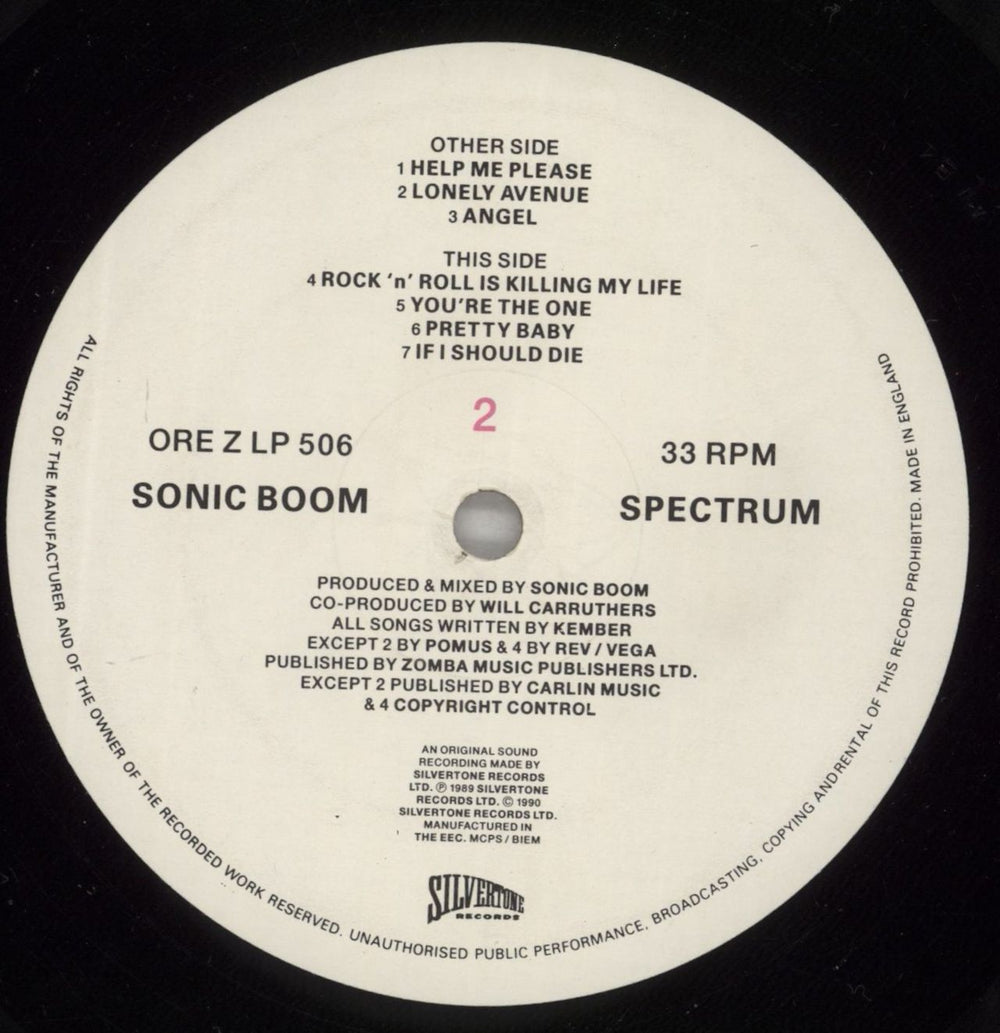 OTHER SIDE
1 HELP ME PLEASE
2 LONELY AVENUE
3 ANGEL
THIS SIDE
4 ROCK 'n' ROLL IS KILLING MY LIFE
5 YOU'RE THE ONE
6 PRETTY BABY
7 IF I SHOULD DIE
2
ORE Z LP 506
33 RPM
SONIC BOOM
SPECTRUM
PRODUCED & MIXED BY SONIC BOOM
CO-PRODUCED BY WILL CARRUTHERS
ALL SONGS WRITTEN BY KEMBER
EXCEPT 2 BY POMUS & 4 BY REV / VEGA
PUBLISHED BY ZOMBA MUSIC PUBLISHERS LTD.
EXCEPT 2 PUBLISHED BY CARLIN MUSIC
& 4 COPYRIGHT CONTROL
AN ORIGINAL SOUND
RECORDING MADE BY
SILVERTONE RECORDS
LTD. ℗ 1989 SILVERTONE
RECORDS LTD. © 1990
SILVERTONE RECORDS LTD.
MANUFACTURED IN
THE EEC. MCPS / BIEM
SILVERTONE
RECORDS
ALL RIGHTS OF THE MANUFACTURER AND OF THE OWNER OF THE RECORDED WORK RESERVED. UNAUTHORISED PUBLIC PERFORMANCE, BROADCASTING, COPYING AND RENTAL OF THIS RECORD PROHIBITED. MADE IN ENGLAND